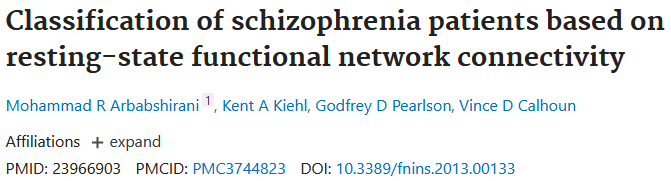 Classification of schizophrenia patients based on
resting-state functional network connectivity
Mohammad R Arbabshirani 1, Kent A Kiehl, Godfrey D Pearlson, Vince D Calhoun
Affiliations + expand
PMID: 23966903 PMCID: PMC3744823 DOI: 10.3389/fnins.2013.00133